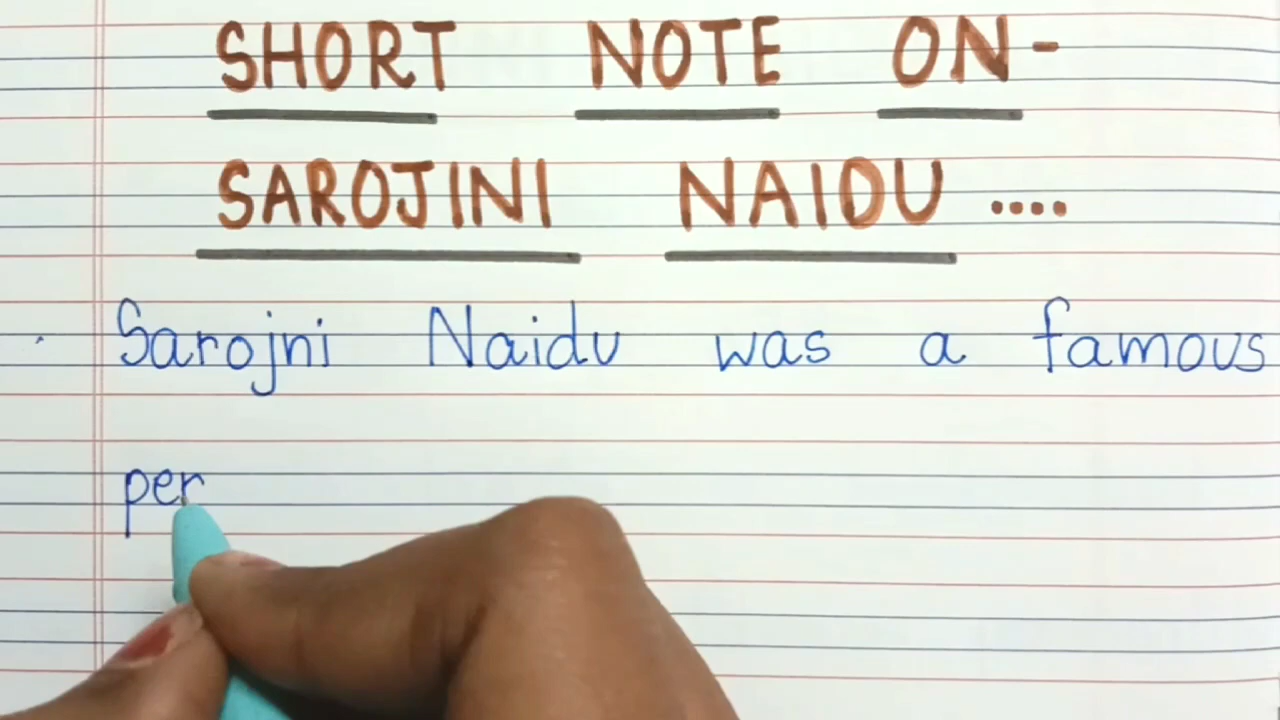 SHORT NOTE ON-
SAROJINI NAIDU ....
Sarojni Naidu was a famous
per